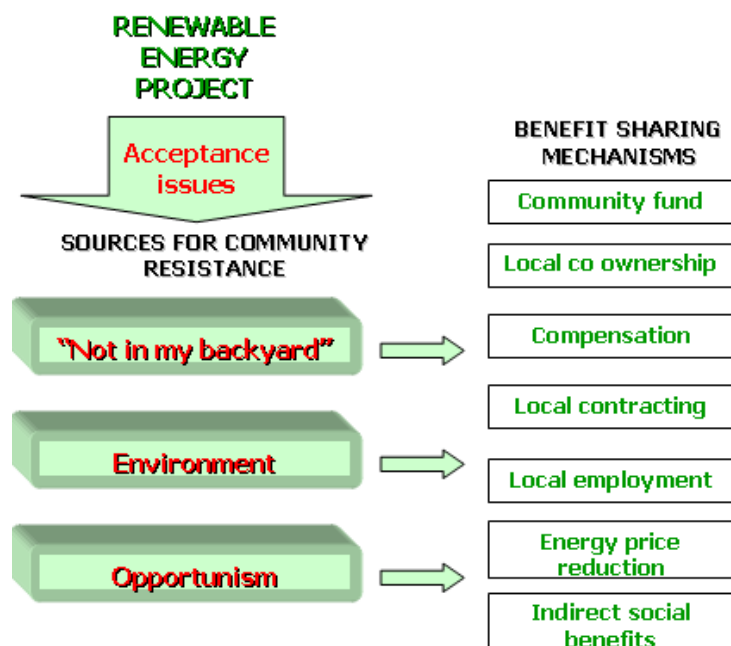 RENEWABLE
ENERGY
PROJECT
Acceptance
issues
SOURCES FOR COMMUNITY
RESISTANCE
“Not in my backyard”
Environment
Opportunism
BENEFIT SHARING
MECHANISMS
Community fund
Local co ownership
Compensation
Local contracting
Local employment
Energy price
reduction
Indirect social
benefits